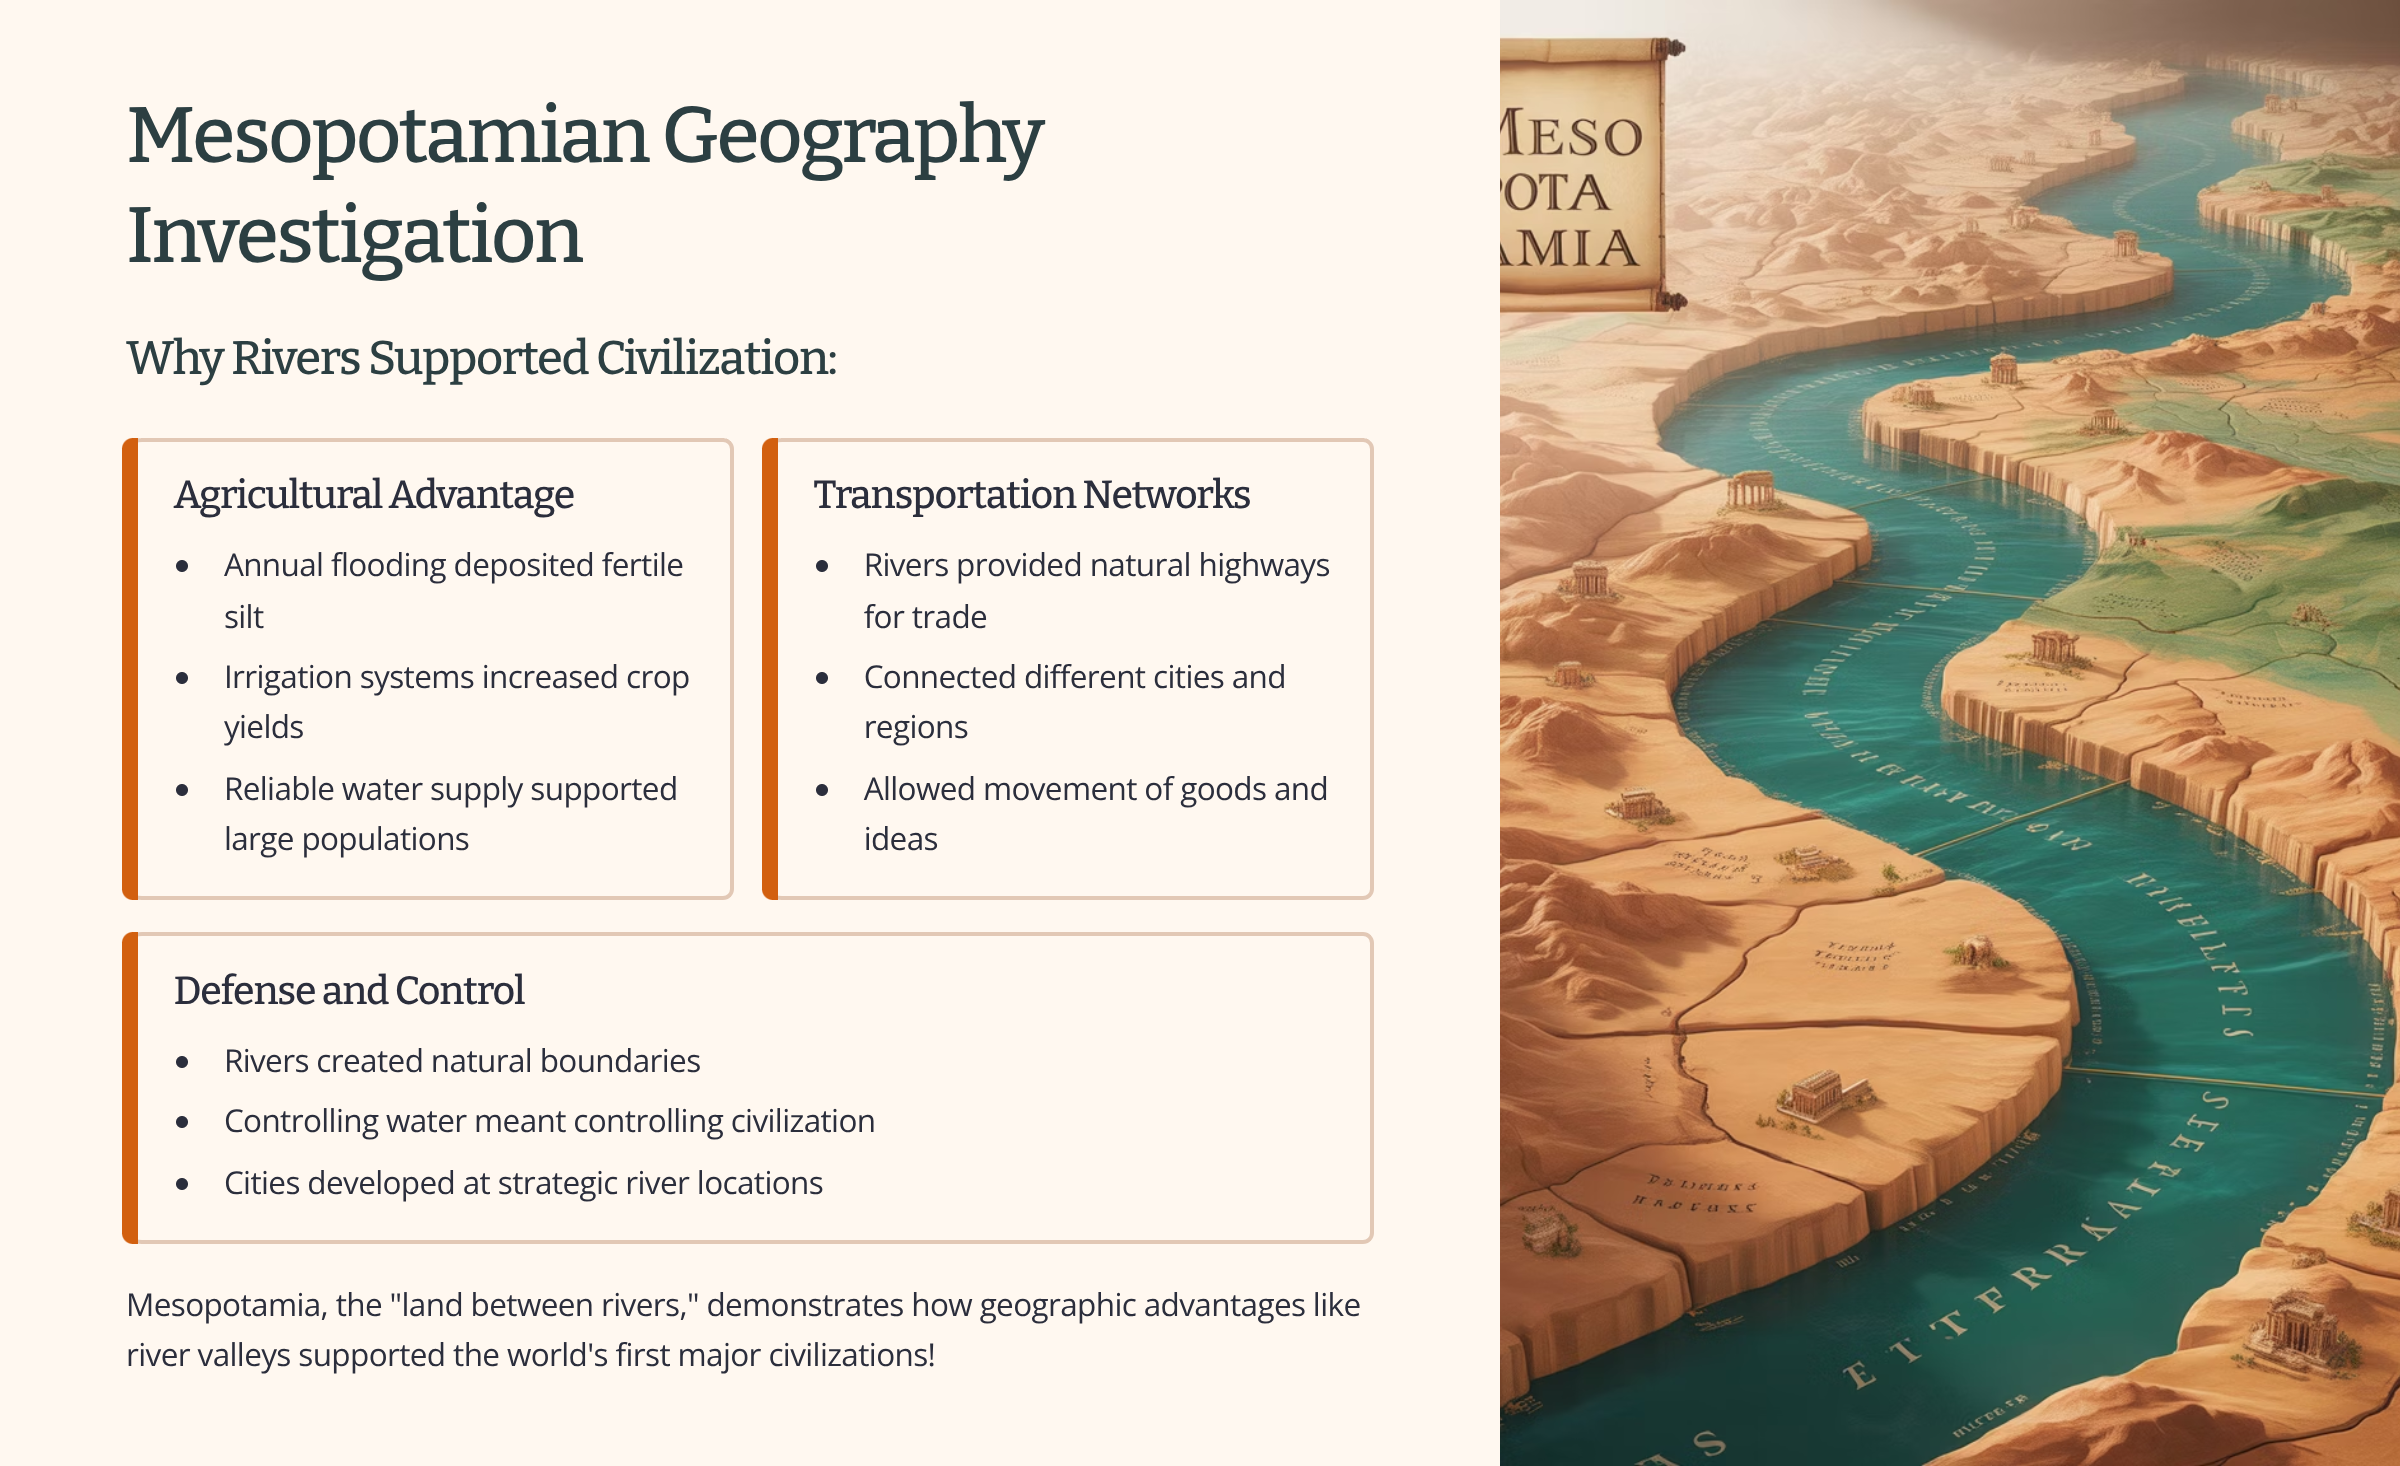 Mesopotamian Geography
Investigation
Why Rivers Supported Civilization:
Agricultural Advantage
• Annual flooding deposited fertile
silt
• Irrigation systems increased crop
yields
• Reliable water supply supported
large populations
Transportation Networks
• Rivers provided natural highways
for trade
• Connected different cities and
regions
• Allowed movement of goods and
ideas
Defense and Control
• Rivers created natural boundaries
• Controlling water meant controlling civilization
• Cities developed at strategic river locations
Mesopotamia, the "land between rivers," demonstrates how geographic advantages like
river valleys supported the world's first major civilizations!
MESO
POTA
AMIA